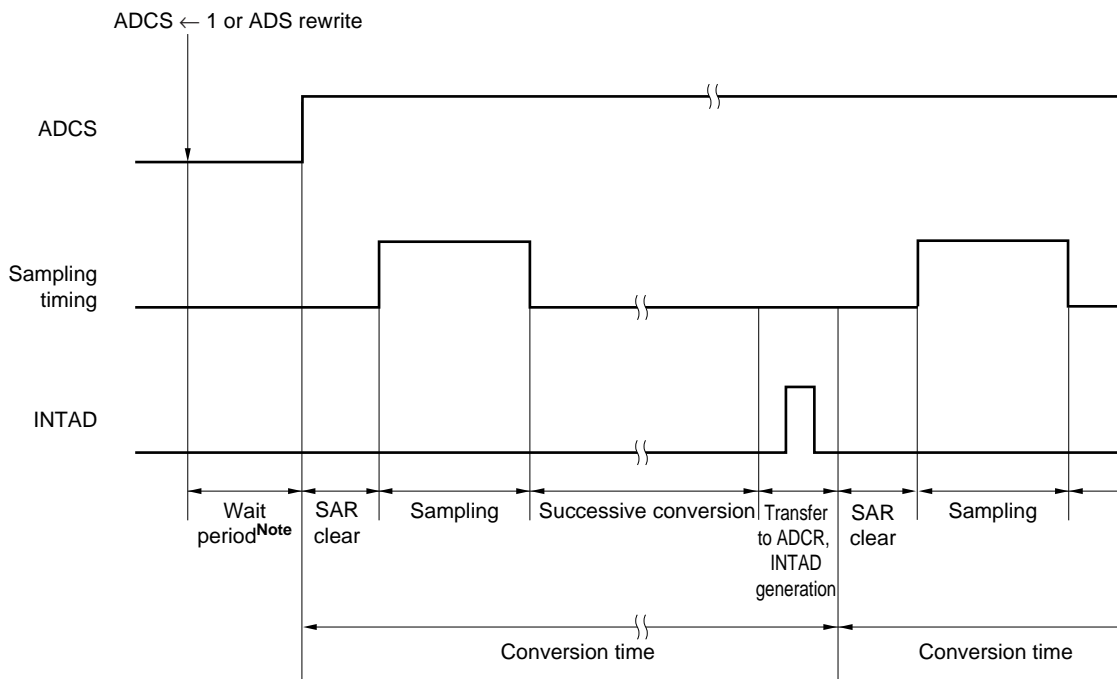 ADCS ← 1 or ADS rewrite
ADCS
Sampling
timing
INTAD
Wait
period Note
SAR
clear
Sampling
Successive conversion
Transfer
to ADCR,
INTAD
generation
SAR
clear
Sampling
Conversion time
Conversion time